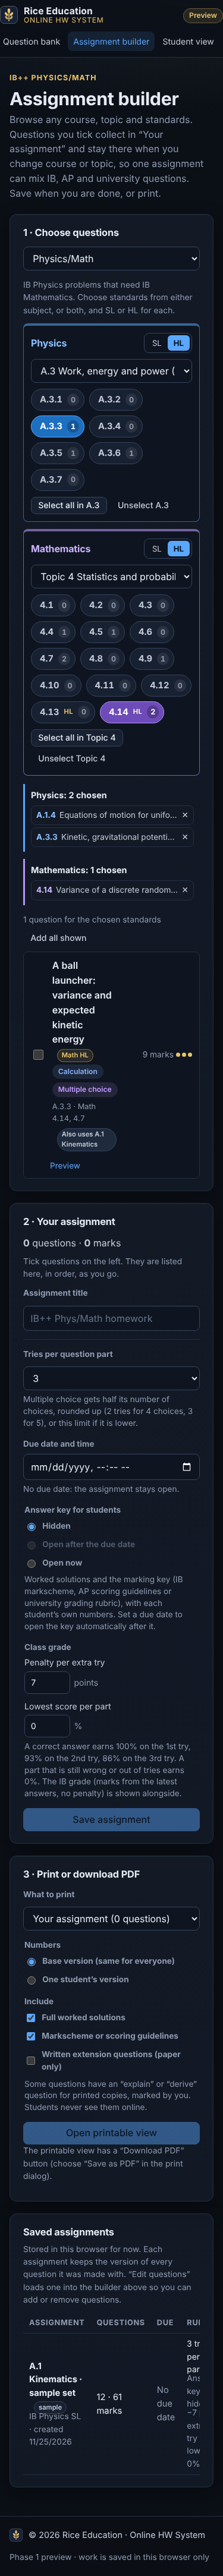 Rice Education
ONLINE HW SYSTEM
Preview
Question bank
Assignment builder
Student view
IB++ PHYSICS/MATH
Assignment builder
Browse any course, topic and standards.
Questions you tick collect in “Your
assignment” and stay there when you
change course or topic, so one assignment
can mix IB, AP and university questions.
Save when you are done, or print.
1 · Choose questions
Physics/Math
IB Physics problems that need IB
Mathematics. Choose standards from either
subject, or both, and SL or HL for each.
Physics
SL HL
A.3 Work, energy and power (
A.3.1 0 A.3.2 0
A.3.3 1 A.3.4 0
A.3.5 1 A.3.6 1
A.3.7 0
Select all in A.3 Unselect A.3
Mathematics
SL HL
Topic 4 Statistics and probabil
4.1 0 4.2 0 4.3 0
4.4 1 4.5 1 4.6 0
4.7 2 4.8 0 4.9 1
4.10 0 4.11 0 4.12 0
4.13 HL 0 4.14 HL 2
Select all in Topic 4
Unselect Topic 4
Physics: 2 chosen
A.1.4 Equations of motion for unifo... ×
A.3.3 Kinetic, gravitational potenti... ×
Mathematics: 1 chosen
4.14 Variance of a discrete random... ×
1 question for the chosen standards
Add all shown
A ball
launcher:
variance and
expected
kinetic
energy
Math HL
9 marks
Calculation
Multiple choice
A.3.3 · Math
4.14, 4.7
Also uses A.1
Kinematics
Preview
2 · Your assignment
0 questions · 0 marks
Tick questions on the left. They are listed
here, in order, as you go.
Assignment title
IB++ Phys/Math homework
Tries per question part
3
Multiple choice gets half its number of
choices, rounded up (2 tries for 4 choices, 3
for 5), or this limit if it is lower.
Due date and time
mm/dd/yyyy, --:-- --
No due date: the assignment stays open.
Answer key for students
Hidden
Open after the due date
Open now
Worked solutions and the marking key (IB
markscheme, AP scoring guidelines or
university grading rubric), with each
student’s own numbers. Set a due date to
open the key automatically after it.
Class grade
Penalty per extra try
7 points
Lowest score per part
0 %
A correct answer earns 100% on the 1st try,
93% on the 2nd try, 86% on the 3rd try. A
part that is still wrong or out of tries earns
0%. The IB grade (marks from the latest
answers, no penalty) is shown alongside.
Save assignment
3 · Print or download PDF
What to print
Your assignment (0 questions)
Numbers
Base version (same for everyone)
One student’s version
Include
Full worked solutions
Markscheme or scoring guidelines
Written extension questions (paper
only)
Some questions have an “explain” or “derive”
question for printed copies, marked by you.
Students never see them online.
Open printable view
The printable view has a “Download PDF”
button (choose “Save as PDF” in the print
dialog).
Saved assignments
Stored in this browser for now. Each
assignment keeps the version of every
question it was made with. “Edit questions”
loads one into the builder above so you can
add or remove questions.
ASSIGNMENT QUESTIONS DUE
A.1
Kinematics ·
sample set
sample
IB Physics SL
· created
11/25/2026
12 · 61
marks
No
due
date
3 tr
per
par
© 2026 Rice Education · Online HW System
Phase 1 preview · work is saved in this browser only